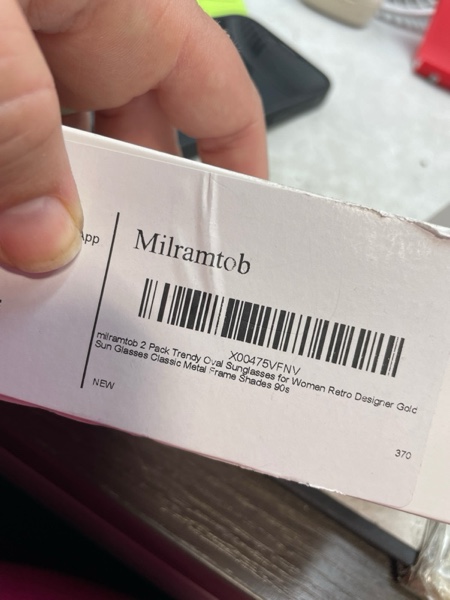 App
Milramtob
X00475VFNV
milramtob 2 Pack Trendy Oval Sunglasses for Women Retro Designer Gold
Sun Glasses Classic Metal Frame Shades 90s
NEW
370